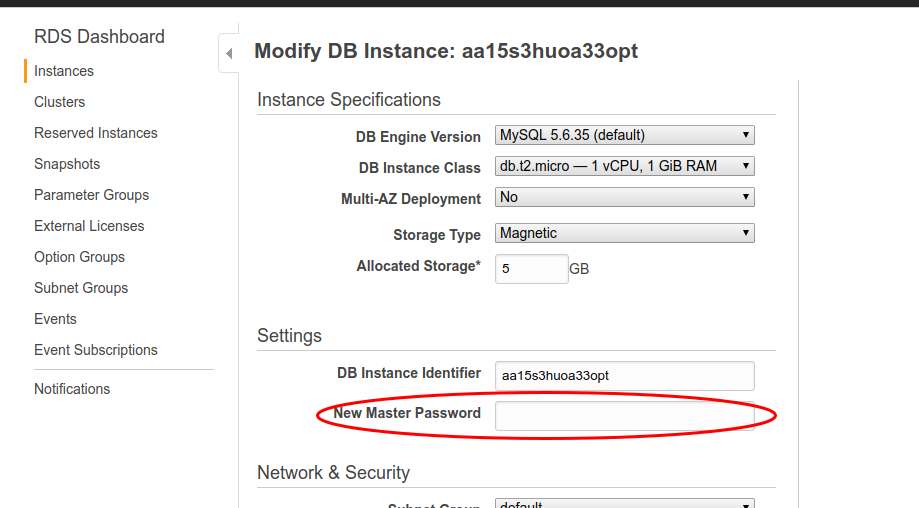 RDS Dashboard
Instances
Clusters
Reserved Instances
Snapshots
Parameter Groups
External Licenses
Option Groups
Subnet Groups
Events
Event Subscriptions
Notifications
Modify DB Instance: aa15s3huoa33opt
Instance Specifications
DB Engine Version MySQL 5.6.35 (default)
DB Instance Class db.t2.micro — 1 vCPU, 1 GiB RAM
Multi-AZ Deployment No
Storage Type Magnetic
Allocated Storage* 5 GB
Settings
DB Instance Identifier aa15s3huoa33opt
New Master Password
Network & Security
Subnet Group default